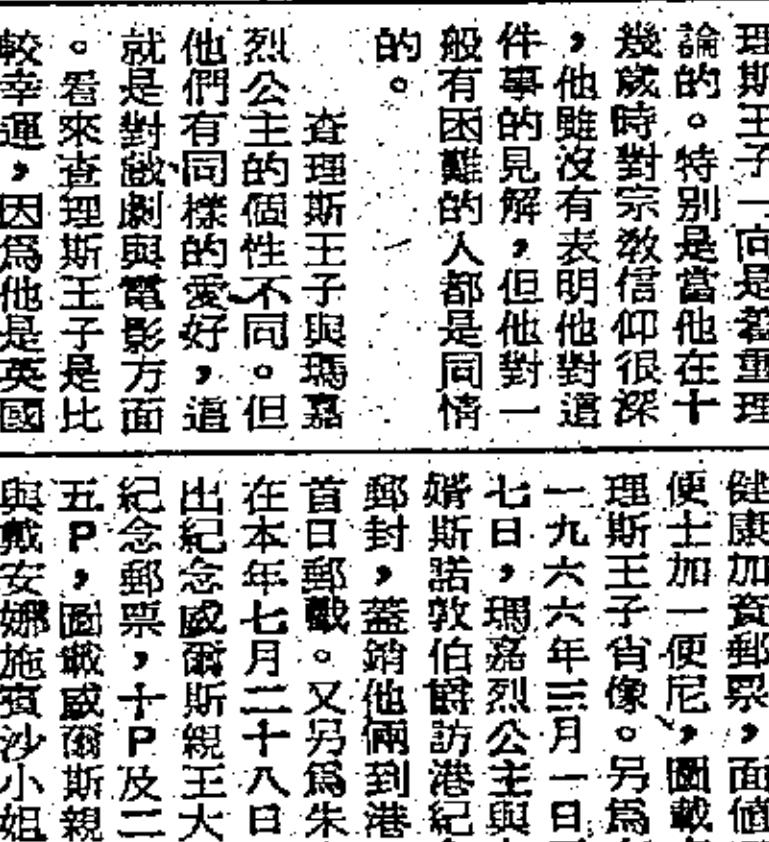 理斯王子一向是着重理
論的。特別是當他在十
幾歲時對宗教信仰很深
，他雖沒有表明他對這
件事的見解，但他對一
般有困難的人都是同情
的。
查理斯王子與瑪嘉
烈公主的個性不同。但
他們有同樣的愛好，這
就是對戲劇與電影方面
。看來查理斯王子是比
較幸運，因爲他是英國
健康加資郵票，面值
便士加一便尼，圖載
理斯王子肖像。另爲
一九六六年三月一日
七日，瑪嘉烈公主與
婿斯諾敦伯爵訪港紀
郵封，蓋銷他倆到港
首日郵戳。又另爲朱
在本年七月二十八日
出紀念威爾斯親王大
紀念郵票，十P及二
五P，圖載威爾斯親
與戴安娜施賓沙小姐